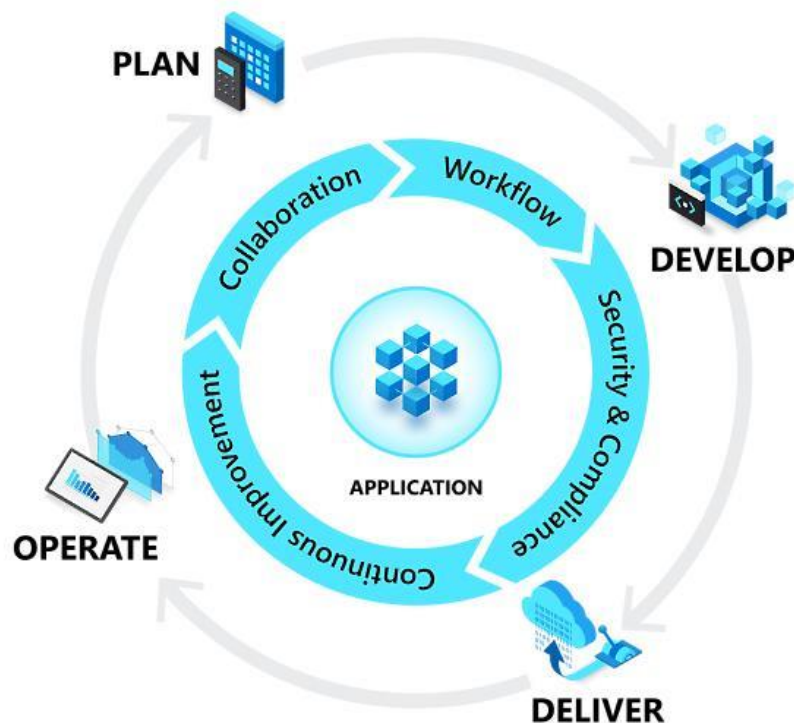 PLAN
DEVELOP
DELIVER
OPERATE
Collaboration
Workflow
Security & Compliance
Continuous Improvement
APPLICATION